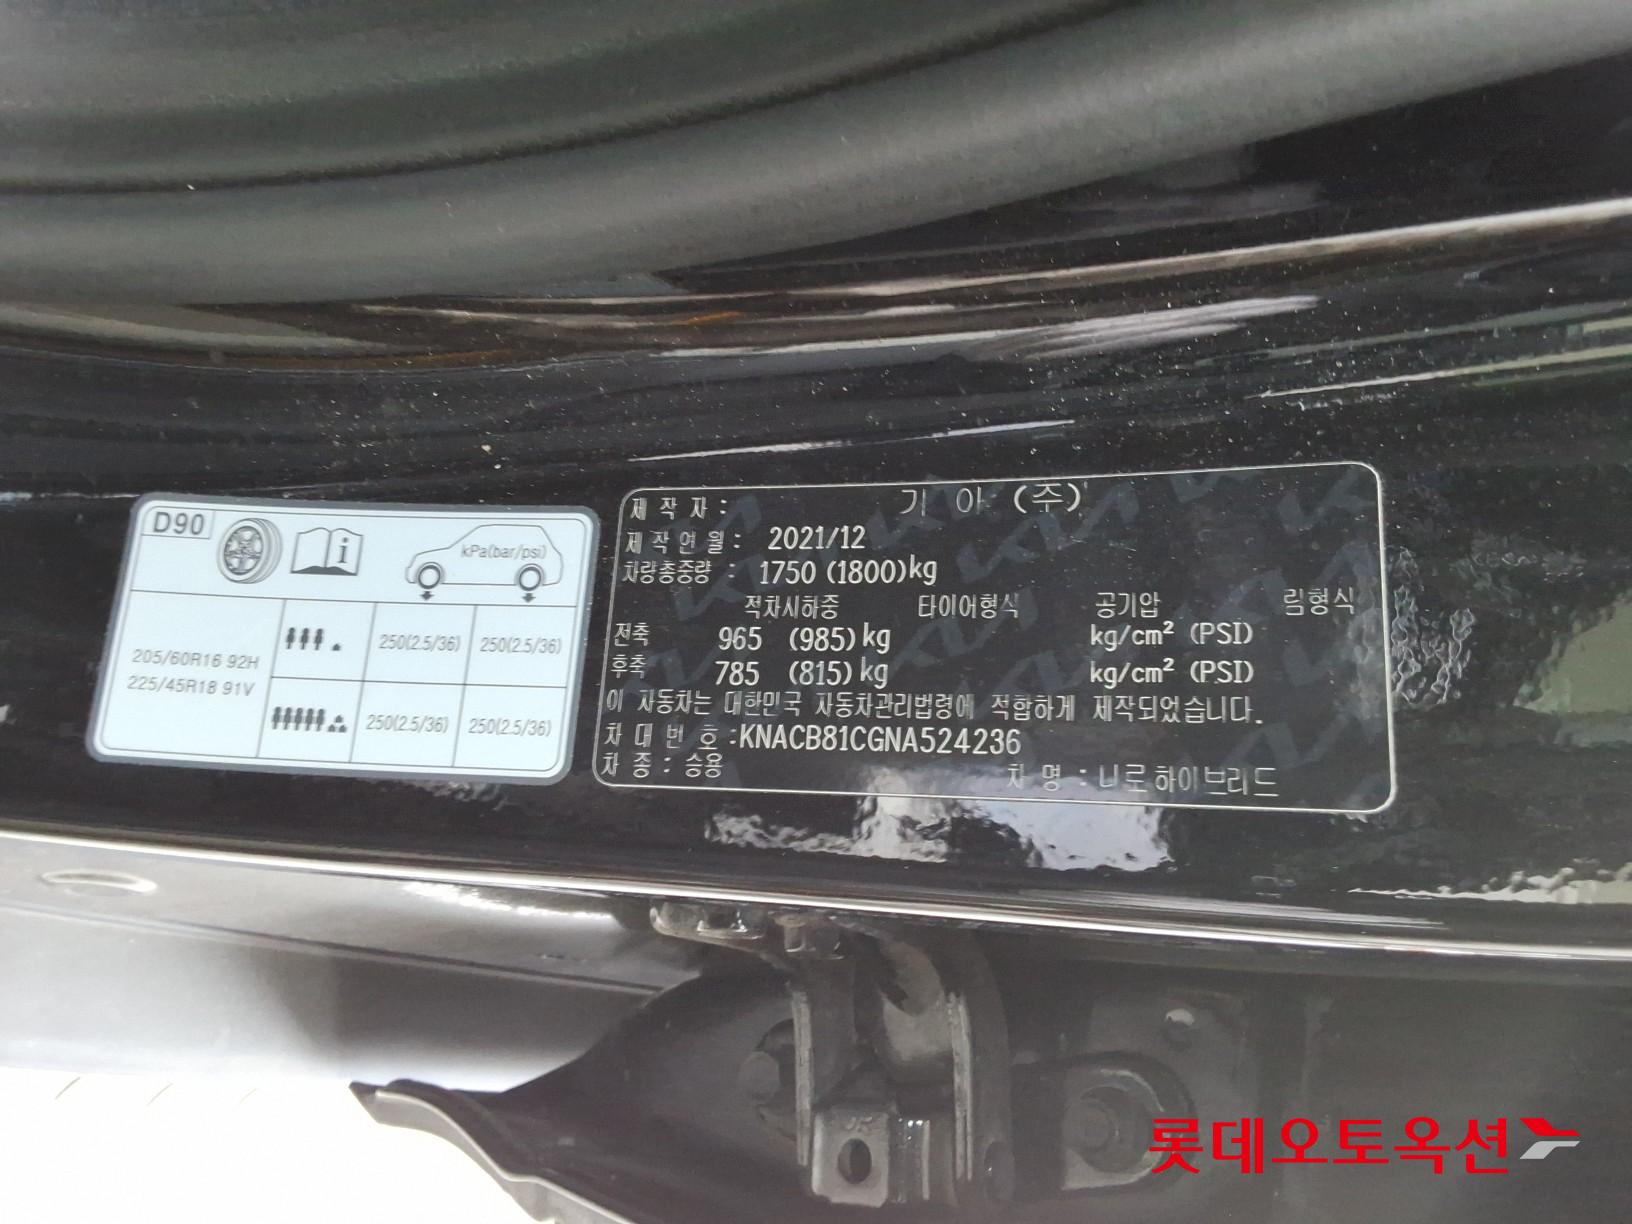 D90
kPa(bar/psi)
205/60R16 92H
225/45R18 91V
250(2.5/36) 250(2.5/36)
250(2.5/36) 250(2.5/36)
제 작 자 : 기 아 (주)
제 작 연 월 : 2021/12
차량총중량 : 1750 (1800)kg
적차시하중 타이어형식 공기압 림형식
전축 965 (985)kg kg/cm² (PSI)
후축 785 (815)kg kg/cm² (PSI)
이 자동차는 대한민국 자동차관리법령에 적합하게 제작되었습니다.
차 대 번 호 :KNACB81CGNA524236
차 종 : 승용 차 명 : 니로하이브리드
롯데오토옥션